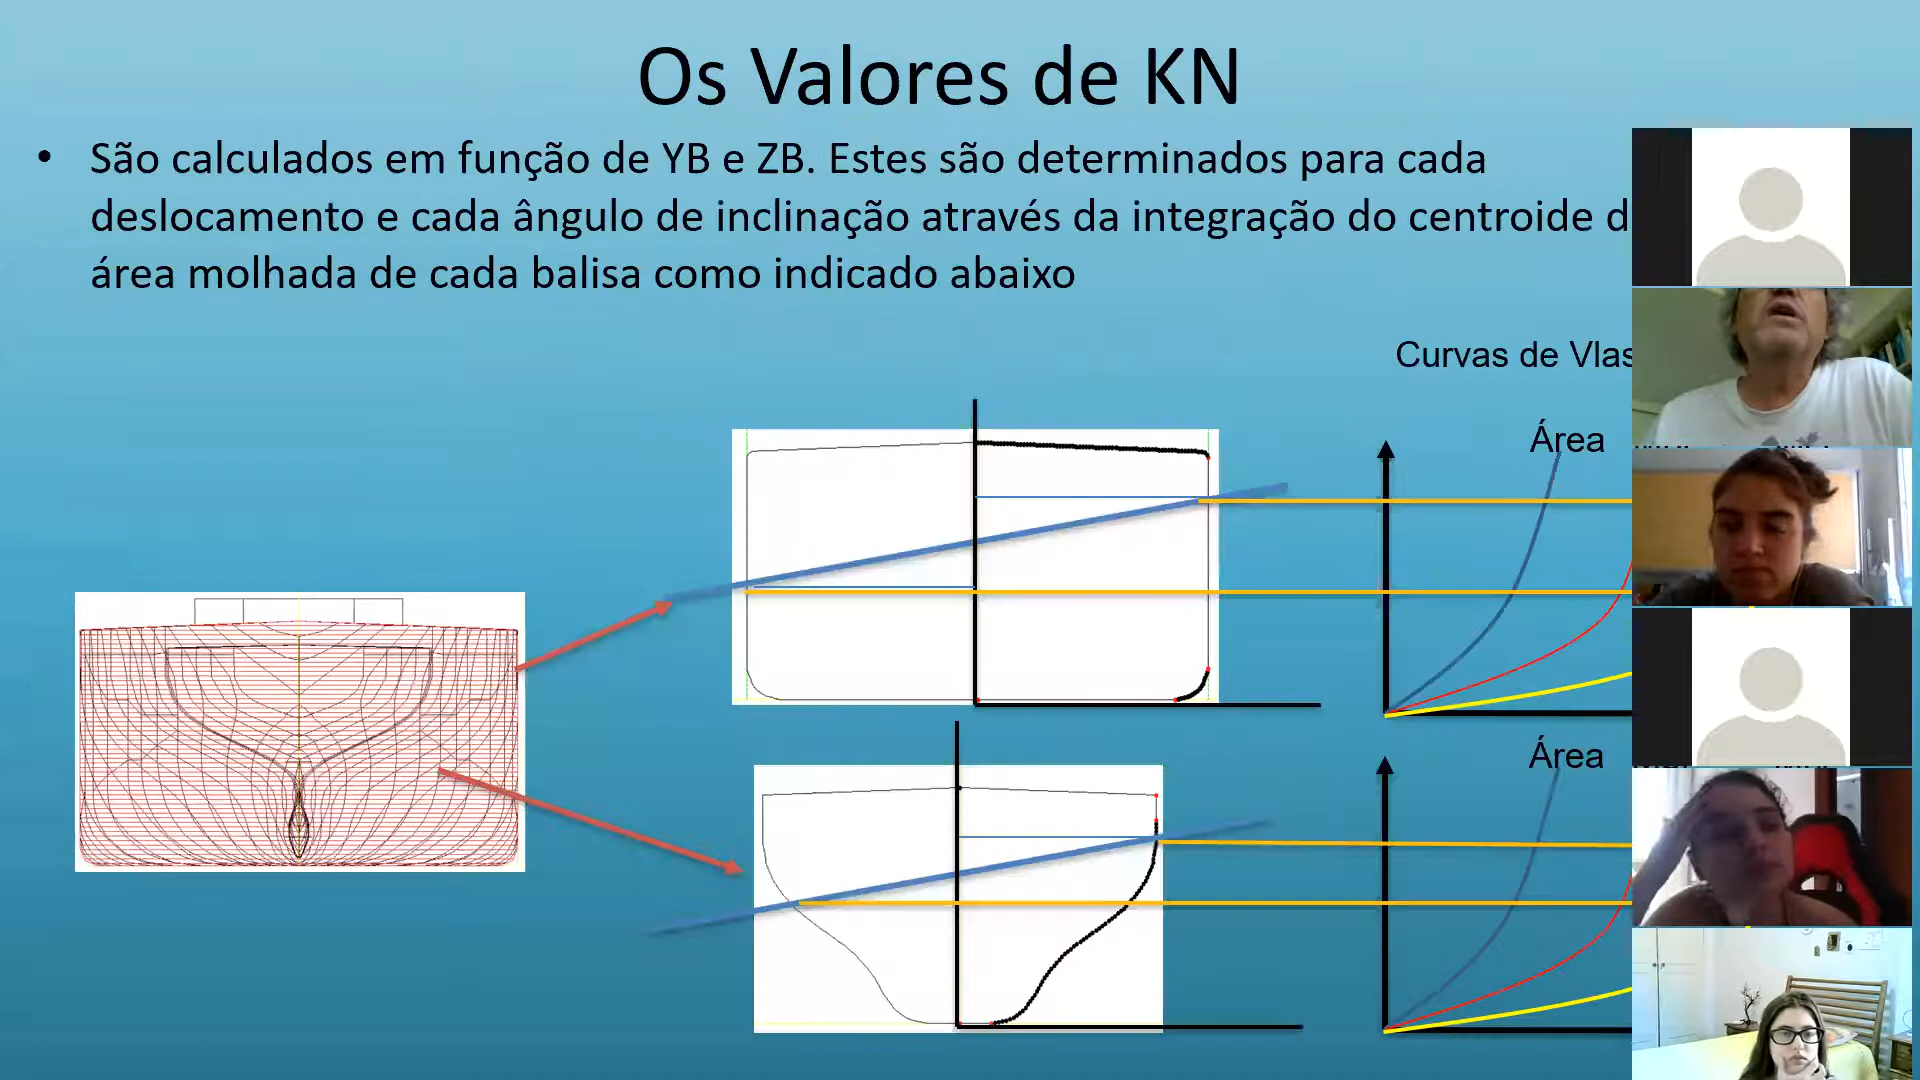 Os Valores de KN
• São calculados em função de YB e ZB. Estes são determinados para cada
deslocamento e cada ângulo de inclinação através da integração do centroide d
área molhada de cada balisa como indicado abaixo
Curvas de Vlas
Área
Área